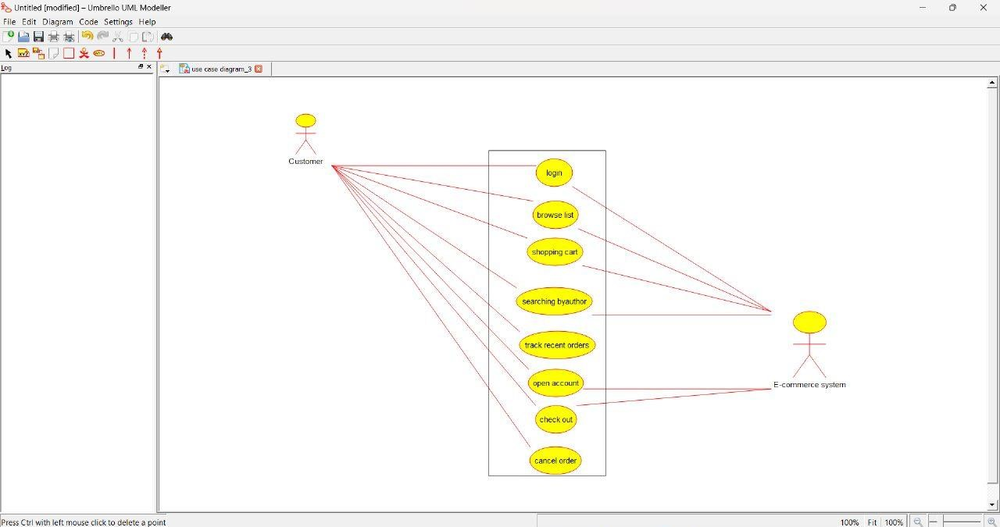 Untitled [modified] – Umbrello UML Modeller
File Edit Diagram Code Settings Help
Log
use case diagram_3
Customer
login
browse list
shopping cart
searching byauthor
track recent orders
open account
check out
cancel order
E-commerce system
Press Ctrl with left mouse click to delete a point
100% Fit 100%